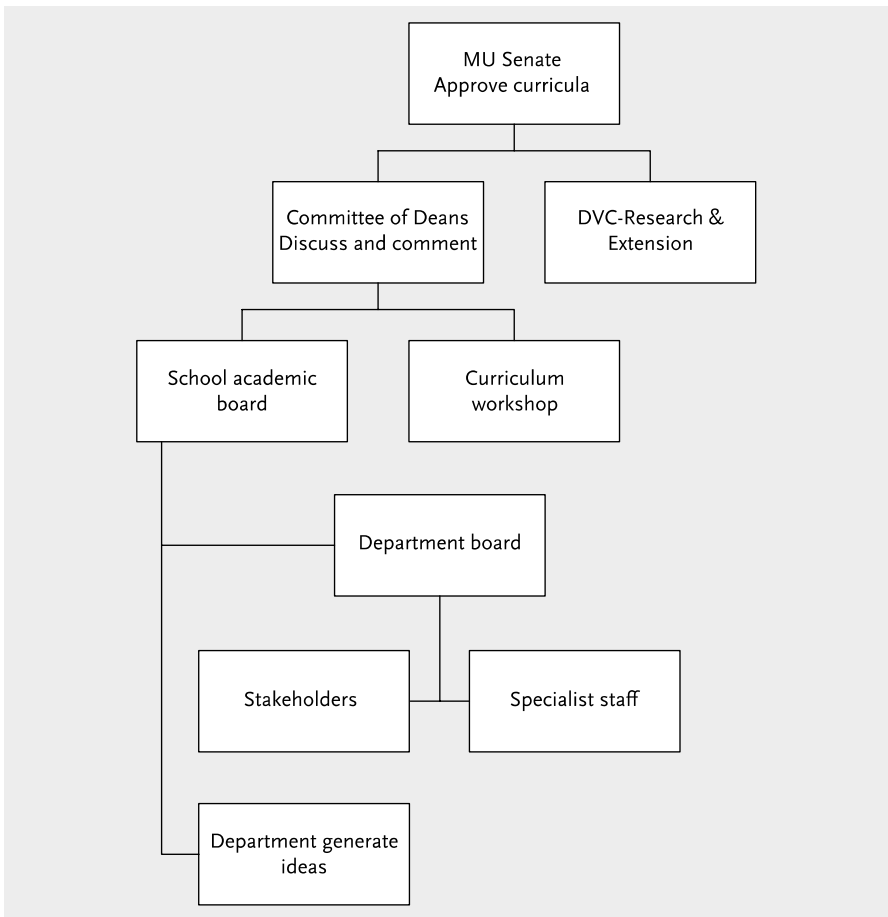 MU Senate
Approve curricula
Committee of Deans
Discuss and comment
DVC-Research &
Extension
School academic
board
Curriculum
workshop
Department board
Stakeholders
Specialist staff
Department generate
ideas